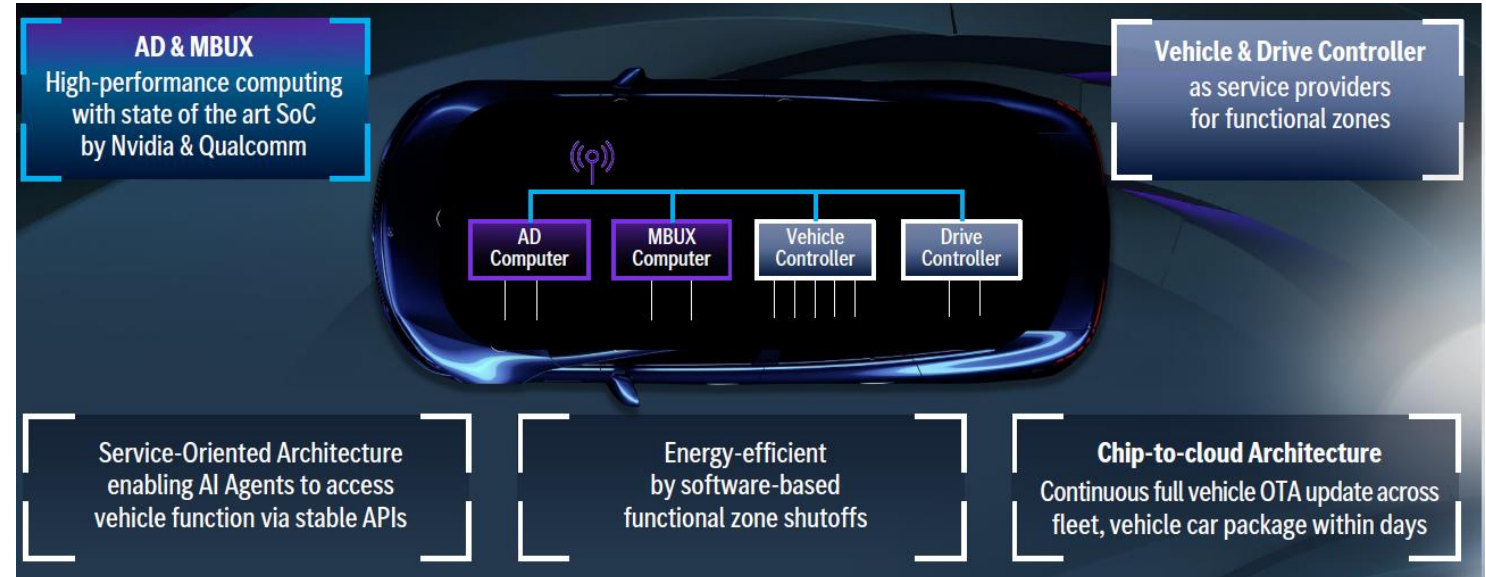 AD & MBUX
High-performance computing
with state of the art SoC
by Nvidia & Qualcomm
Vehicle & Drive Controller
as service providers
for functional zones
AD
Computer
MBUX
Computer
Vehicle
Controller
Drive
Controller
Service-Oriented Architecture
enabling AI Agents to access
vehicle function via stable APIs
Energy-efficient
by software-based
functional zone shutoffs
Chip-to-cloud Architecture
Continuous full vehicle OTA update across
fleet, vehicle car package within days